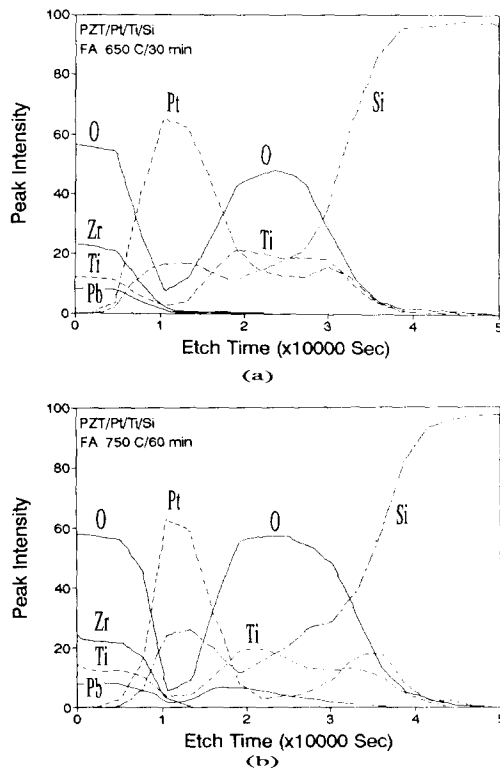 PZT/Pt/Ti/Si
FA 650 C/30 min
Pt
Si
O
O
Zr
Ti
Ti
Pb
Peak Intensity
0 20 40 60 80 100
0 1 2 3 4 5
Etch Time (x10000 Sec)
(a)
PZT/Pt/Ti/Si
FA 750 C/60 min
Pt
O
O
Si
Zr
Ti
Ti
Pb
Peak Intensity
0 20 40 60 80 100
0 1 2 3 4 5
Etch Time (x10000 Sec)
(b)